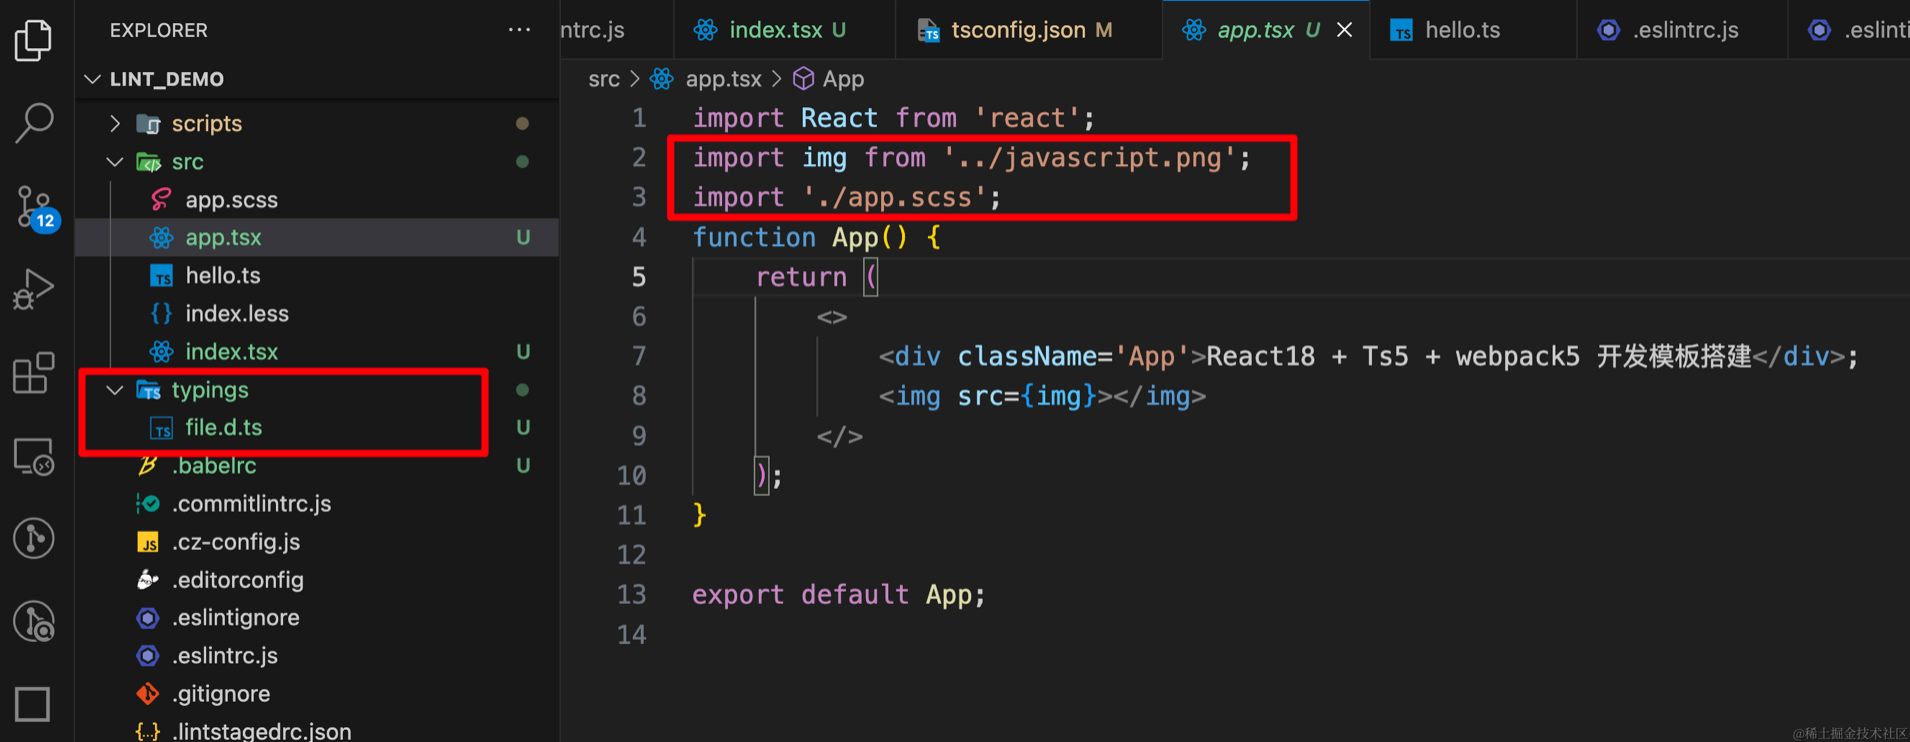 EXPLORER
LINT_DEMO
scripts
src
app.scss
app.tsx U
hello.ts
index.less
index.tsx U
typings
file.d.ts U
.babelrc U
.commitlintrc.js
.cz-config.js
.editorconfig
.eslintignore
.eslintrc.js
.gitignore
.lintstagedrc.json
12
ntrc.js index.tsx U tsconfig.json M app.tsx U hello.ts .eslintrc.js .eslinti
src > app.tsx > App
1 import React from 'react';
2 import img from '../javascript.png';
3 import './app.scss';
4 function App() {
5 return (
6 <>
7 <div className='App'>React18 + Ts5 + webpack5 开发模板搭建</div>;
8 <img src={img}></img>
9 </>
10 );
11 }
12
13 export default App;
14
@稀土掘金技术社区